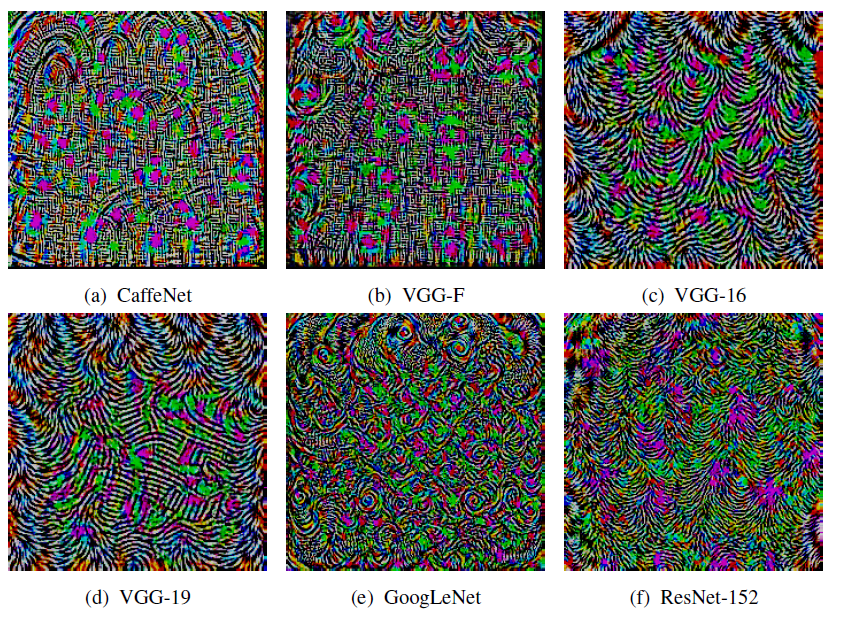 (a) CaffeNet
(b) VGG-F
(c) VGG-16
(d) VGG-19
(e) GoogLeNet
(f) ResNet-152